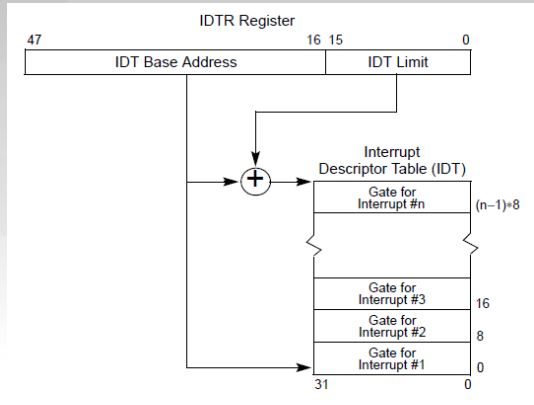 IDTR Register
47 16 15 0
IDT Base Address IDT Limit
+
Interrupt
Descriptor Table (IDT)
Gate for
Interrupt #n
(n−1)∗8
Gate for
Interrupt #3
16
Gate for
Interrupt #2
8
Gate for
Interrupt #1
0
31 0